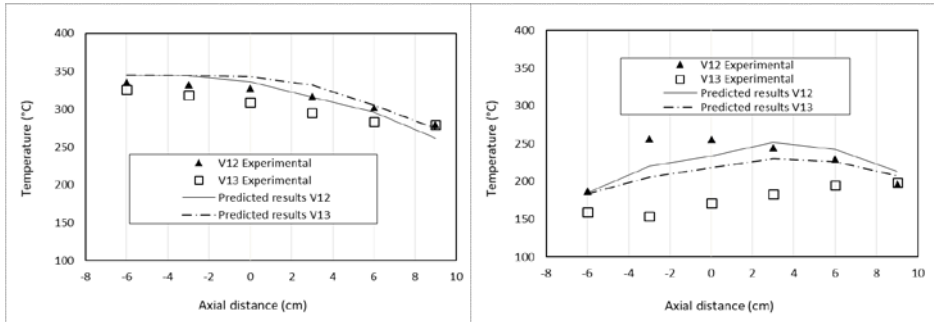 400
350
300
250
200
150
100
Temperature (°C)
V12 Experimental
V13 Experimental
Predicted results V12
Predicted results V13
-8 -6 -4 -2 0 2 4 6 8 10
Axial distance (cm)
400
350
300
250
200
150
100
Temperature (°C)
V12 Experimental
V13 Experimental
Predicted results V12
Predicted results V13
-8 -6 -4 -2 0 2 4 6 8 10
Axial distance (cm)